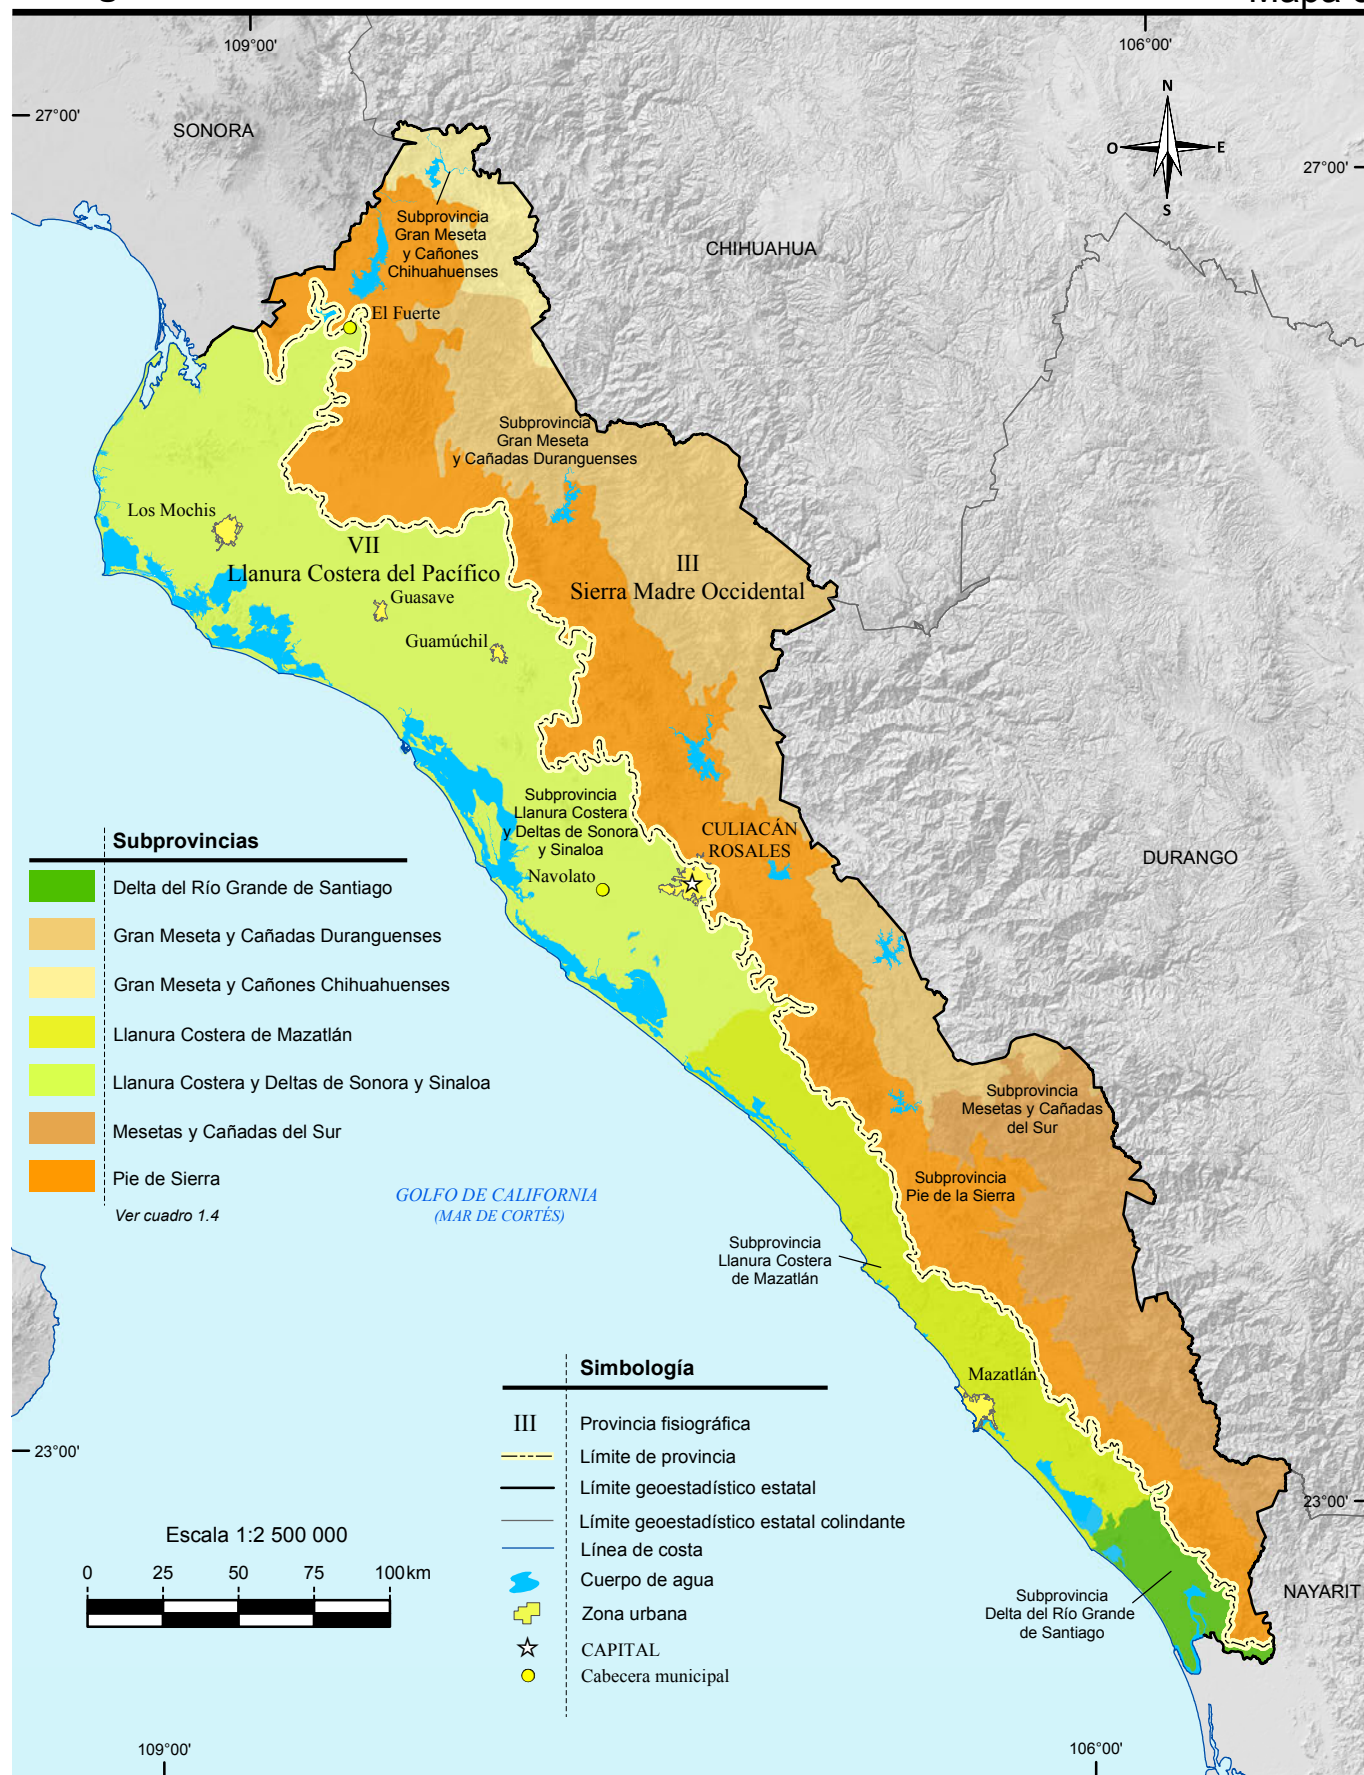 109°00'
106°00'
27°00'
27°00'
SONORA
N
O
E
S
CHIHUAHUA
Subprovincia
Gran Meseta
y Cañones
Chihuahuenses
El Fuerte
Subprovincia
Gran Meseta
y Cañadas Duranguenses
Los Mochis
VII
Llanura Costera del Pacífico
III
Sierra Madre Occidental
Guasave
Guamúchil
Subprovincia
Llanura Costera
y Deltas de Sonora
y Sinaloa
CULIACÁN
ROSALES
Navolato
DURANGO
Subprovincias
Delta del Río Grande de Santiago
Gran Meseta y Cañadas Duranguenses
Gran Meseta y Cañones Chihuahuenses
Llanura Costera de Mazatlán
Llanura Costera y Deltas de Sonora y Sinaloa
Mesetas y Cañadas del Sur
Pie de Sierra
Ver cuadro 1.4
Subprovincia
Mesetas y Cañadas
del Sur
Subprovincia
Pie de la Sierra
GOLFO DE CALIFORNIA
(MAR DE CORTÉS)
Subprovincia
Llanura Costera
de Mazatlán
Mazatlán
Simbología
III Provincia fisiográfica
Límite de provincia
Límite geoestadístico estatal
Límite geoestadístico estatal colindante
Línea de costa
Cuerpo de agua
Zona urbana
CAPITAL
Cabecera municipal
23°00'
23°00'
Escala 1:2 500 000
0 25 50 75 100 km
NAYARIT
Subprovincia
Delta del Río Grande
de Santiago
109°00'
106°00'